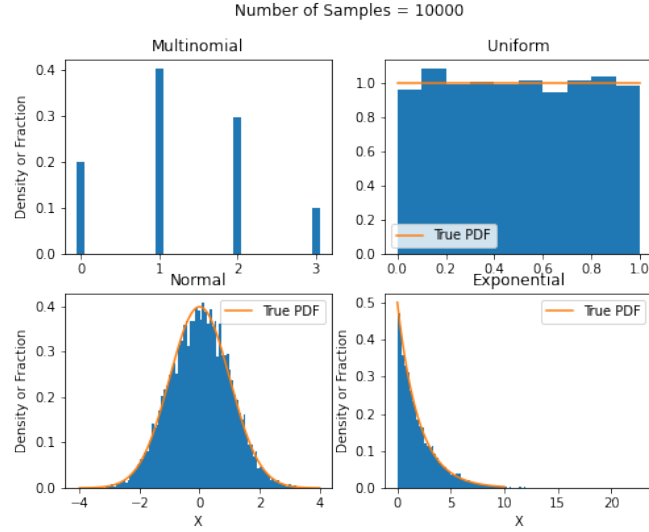 Number of Samples = 10000
Multinomial
Density or Fraction
0.4
0.3
0.2
0.1
0.0
0 1 2 3
Uniform
1.0
0.8
0.6
0.4
0.2
0.0
True PDF
0.0 0.2 0.4 0.6 0.8 1.0
Normal
Density or Fraction
0.4
0.3
0.2
0.1
0.0
True PDF
−4 −2 0 2 4
X
Exponential
Density or Fraction
0.5
0.4
0.3
0.2
0.1
0.0
True PDF
0 5 10 15 20
X